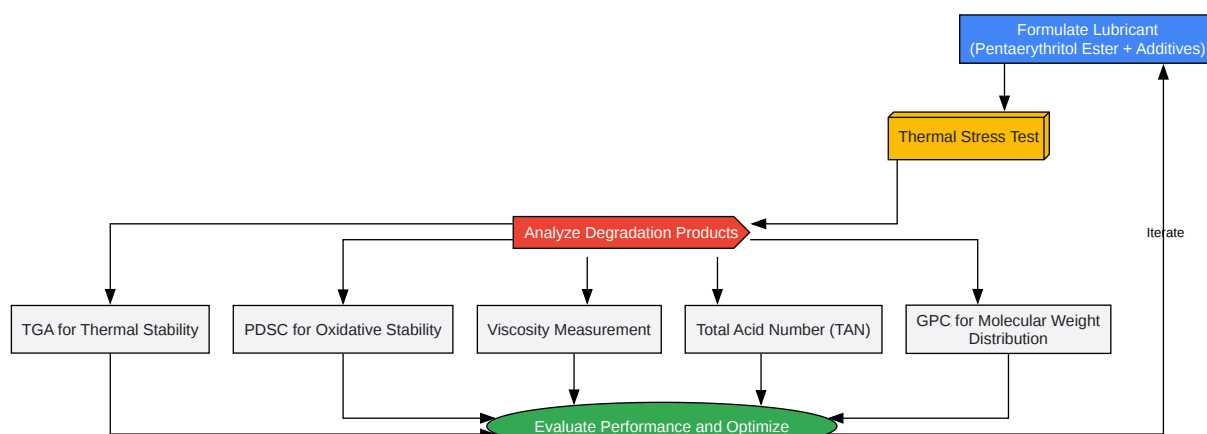 Formulate Lubricant
(Pentaerythritol Ester + Additives)
Thermal Stress Test
Analyze Degradation Products
Iterate
TGA for Thermal Stability
PDSC for Oxidative Stability
Viscosity Measurement
Total Acid Number (TAN)
GPC for Molecular Weight
Distribution
Evaluate Performance and Optimize